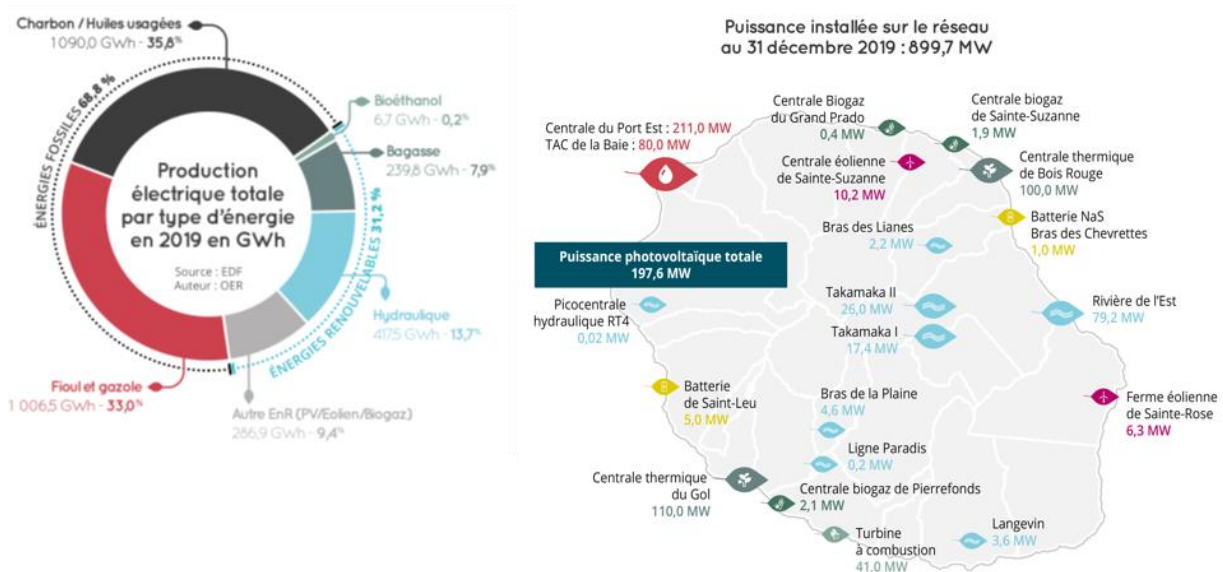 Charbon / Huiles usagées
1090,0 GWh - 35,8%
ÉNERGIES FOSSILES 68,8 %
Bioéthanol
6,7 GWh - 0,2%
Bagasse
239,8 GWh - 7,9%
Production
électrique totale
par type d'énergie
en 2019 en GWh
Source : EDF
Auteur : OER
ÉNERGIES RENOUVELABLES 31,2 %
Hydraulique
417,5 GWh - 13,7%
Fioul et gazole
1 006,5 GWh - 33,0%
Autre EnR (PV/Eolien/Biogaz)
286,9 GWh - 9,4%
Puissance installée sur le réseau
au 31 décembre 2019 : 899,7 MW
Centrale du Port Est : 211,0 MW
TAC de la Baie : 80,0 MW
Centrale Biogaz
du Grand Prado
0,4 MW
Centrale biogaz
de Sainte-Suzanne
1,9 MW
Centrale éolienne
de Sainte-Suzanne
10,2 MW
Centrale thermique
de Bois Rouge
100,0 MW
Batterie NaS
Bras des Chevrettes
1,0 MW
Bras des Lianes
2,2 MW
Puissance photovoltaïque totale
197,6 MW
Picocentrale
hydraulique RT4
0,02 MW
Takamaka II
26,0 MW
Takamaka I
17,4 MW
Rivière de l'Est
79,2 MW
Batterie
de Saint-Leu
5,0 MW
Bras de la Plaine
4,6 MW
Ferme éolienne
de Sainte-Rose
6,3 MW
Ligne Paradis
0,2 MW
Centrale thermique
du Gol
110,0 MW
Centrale biogaz de Pierrefonds
2,1 MW
Turbine
à combustion
41,0 MW
Langevin
3,6 MW